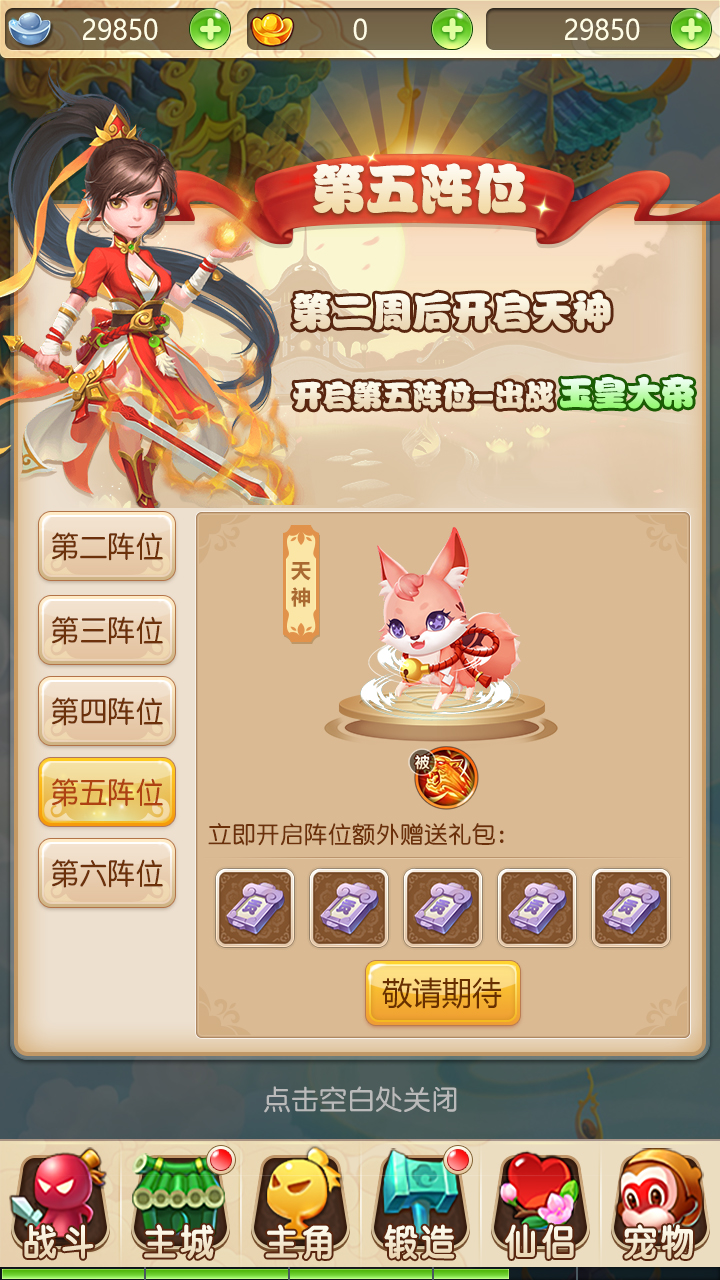 29850 0 29850
第五阵位
第二周后开启天神
开启第五阵位-出战玉皇大帝
第二阵位
第三阵位
第四阵位
第五阵位
第六阵位
天神
被
立即开启阵位额外赠送礼包:
敬请期待
点击空白处关闭
战斗 主城 主角 锻造 仙侣 宠物